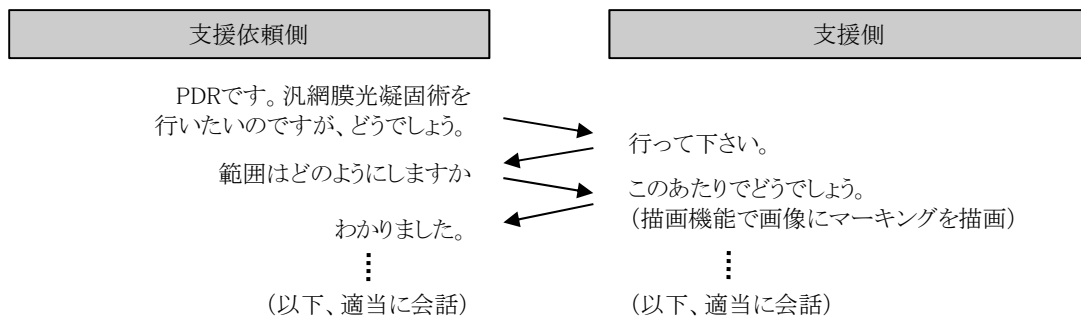 支援依頼側
支援側
PDRです。汎網膜光凝固術を
行いたいのですが、どうでしょう。
行って下さい。
範囲はどのようにしますか
このあたりでどうでしょう。
(描画機能で画像にマーキングを描画)
わかりました。
(以下、適当に会話)
(以下、適当に会話)